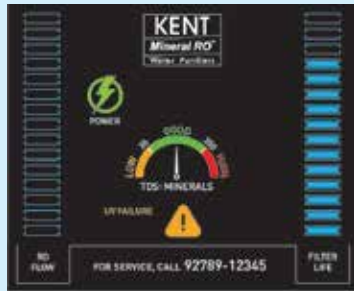 KENT
Mineral RO™
Water Purifiers
POWER
GOOD
LOW
HIGH
TDS: MINERALS
UV FAILURE
RO
FLOW
FOR SERVICE, CALL 92789-12345
FILTER
LIFE